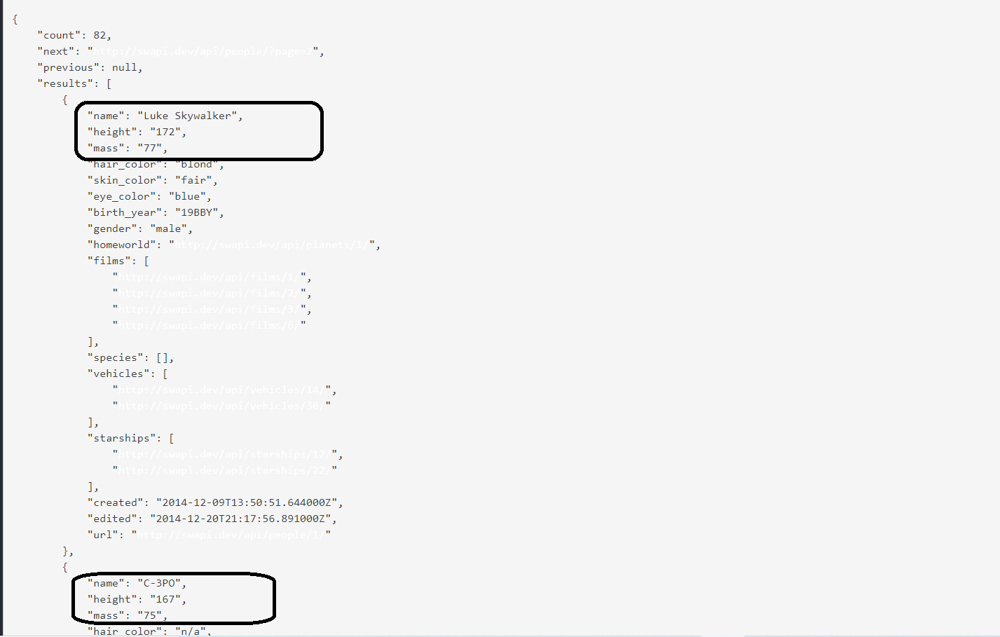 {
"count": 82,
"next": "http://swapi.dev/api/people/?page=2",
"previous": null,
"results": [
{
"name": "Luke Skywalker",
"height": "172",
"mass": "77",
"hair_color": "blond",
"skin_color": "fair",
"eye_color": "blue",
"birth_year": "19BBY",
"gender": "male",
"homeworld": "http://swapi.dev/api/planets/1/",
"films": [
"http://swapi.dev/api/films/1/",
"http://swapi.dev/api/films/2/",
"http://swapi.dev/api/films/3/",
"http://swapi.dev/api/films/6/"
],
"species": [],
"vehicles": [
"http://swapi.dev/api/vehicles/14/",
"http://swapi.dev/api/vehicles/30/"
],
"starships": [
"http://swapi.dev/api/starships/12/",
"http://swapi.dev/api/starships/22/"
],
"created": "2014-12-09T13:50:51.644000Z",
"edited": "2014-12-20T21:17:56.891000Z",
"url": "http://swapi.dev/api/people/1/"
},
{
"name": "C-3PO",
"height": "167",
"mass": "75",
"hair_color": "n/a",